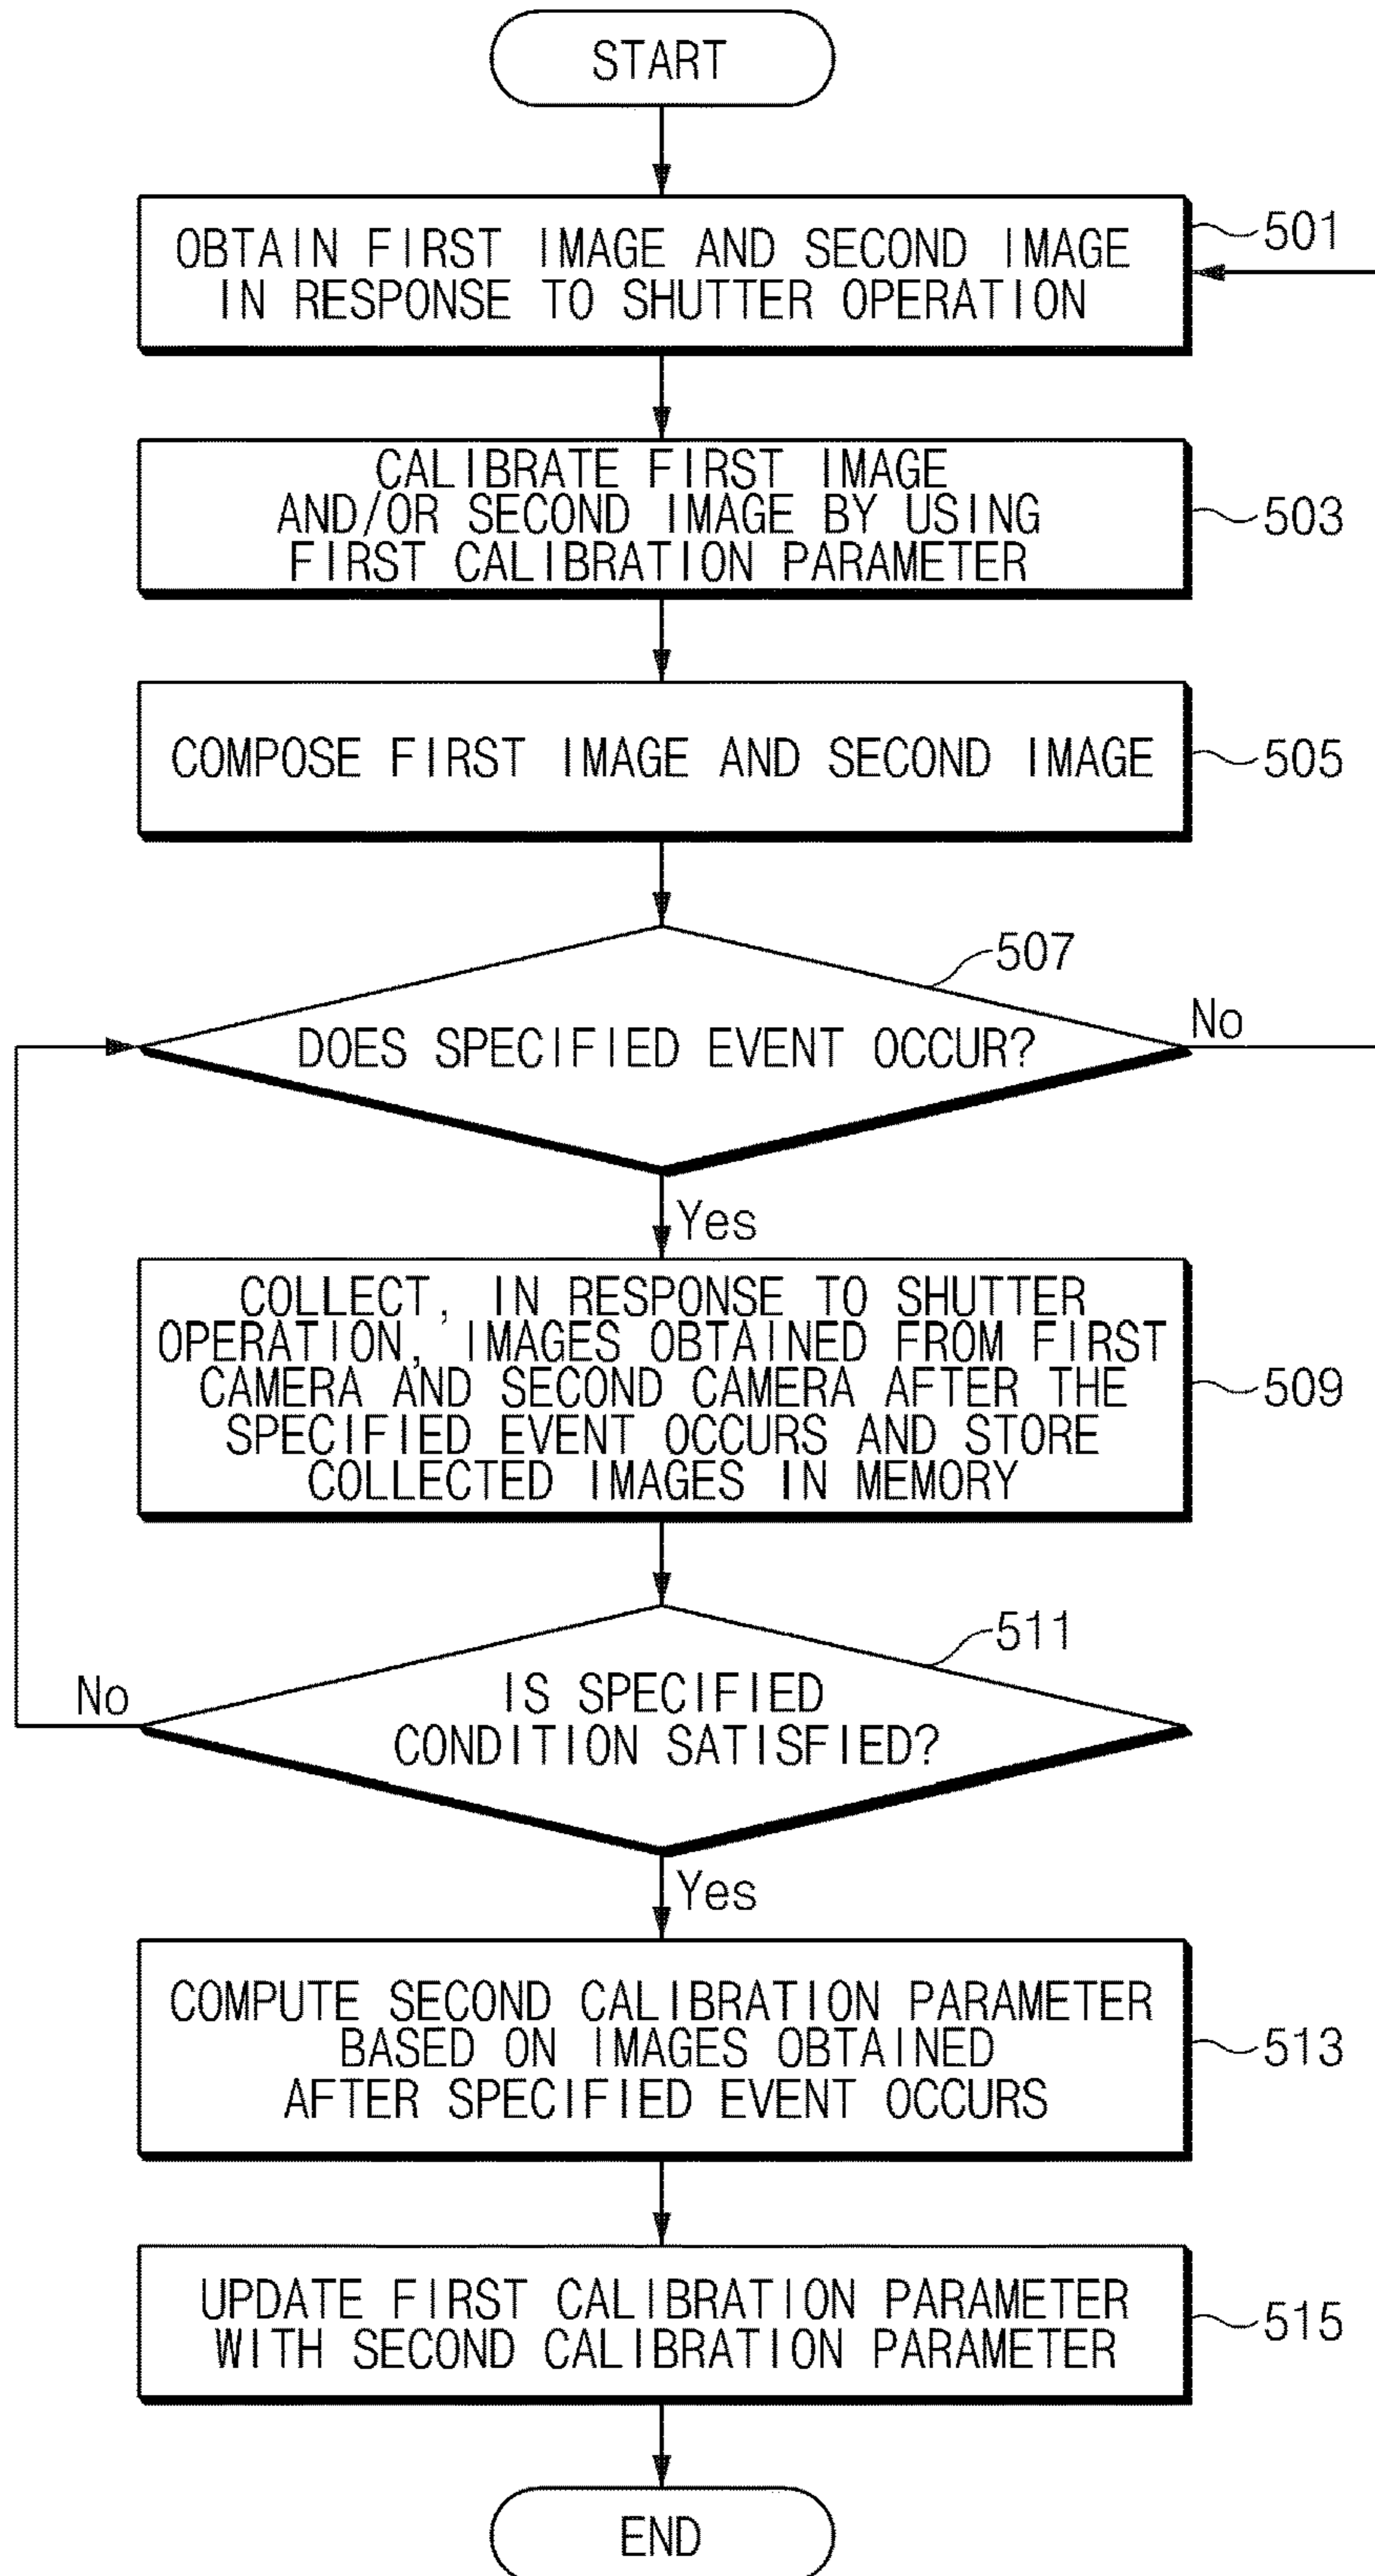 START
OBTAIN FIRST IMAGE AND SECOND IMAGE
IN RESPONSE TO SHUTTER OPERATION
501
CALIBRATE FIRST IMAGE
AND/OR SECOND IMAGE BY USING
FIRST CALIBRATION PARAMETER
503
COMPOSE FIRST IMAGE AND SECOND IMAGE
505
507
DOES SPECIFIED EVENT OCCUR?
No
Yes
COLLECT, IN RESPONSE TO SHUTTER
OPERATION, IMAGES OBTAINED FROM FIRST
CAMERA AND SECOND CAMERA AFTER THE
SPECIFIED EVENT OCCURS AND STORE
COLLECTED IMAGES IN MEMORY
509
511
IS SPECIFIED
CONDITION SATISFIED?
No
Yes
COMPUTE SECOND CALIBRATION PARAMETER
BASED ON IMAGES OBTAINED
AFTER SPECIFIED EVENT OCCURS
513
UPDATE FIRST CALIBRATION PARAMETER
WITH SECOND CALIBRATION PARAMETER
515
END